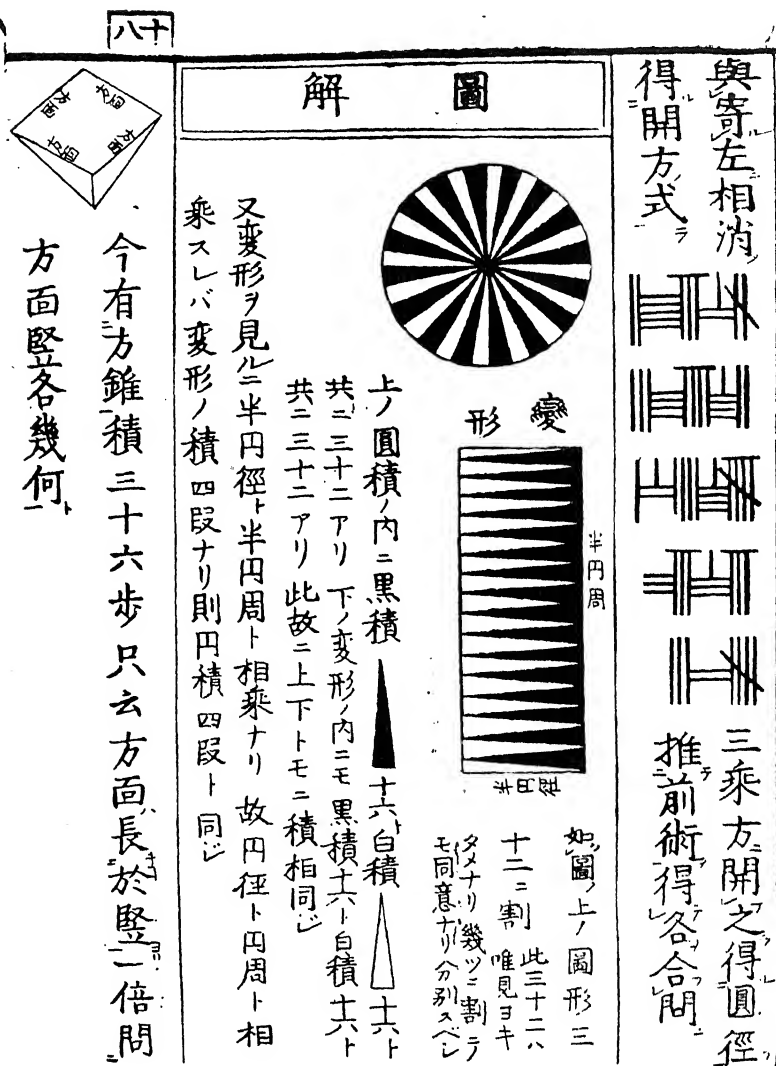 八十
與寄左相消
得開方式
三乘方開之得圓徑
推前術得各合問
圖解
變形
半円周
半円徑
如圖上ノ圖形三
十二ニ割 此三十二ハ
唯見ヨキ
タメナリ幾ツニ割テ
モ同意ナリ分別スベシ
上ノ圓積ノ内ニ黒積 十六ト白積 十六ト
共ニ三十二アリ 下ノ変形ノ内ニモ黒積十六ト白積十六ト
共ニ三十二アリ 此故ニ上下トモニ積相同ジ
又変形ヲ見ルニ半円徑ト半円周ト相乘ナリ 故円徑ト円周ト相
乘スレバ変形ノ積四段ナリ則円積四段ト同ジ
方面
方面
今有方錐積三十六歩只云方面長於竪一倍問
方面竪各幾何